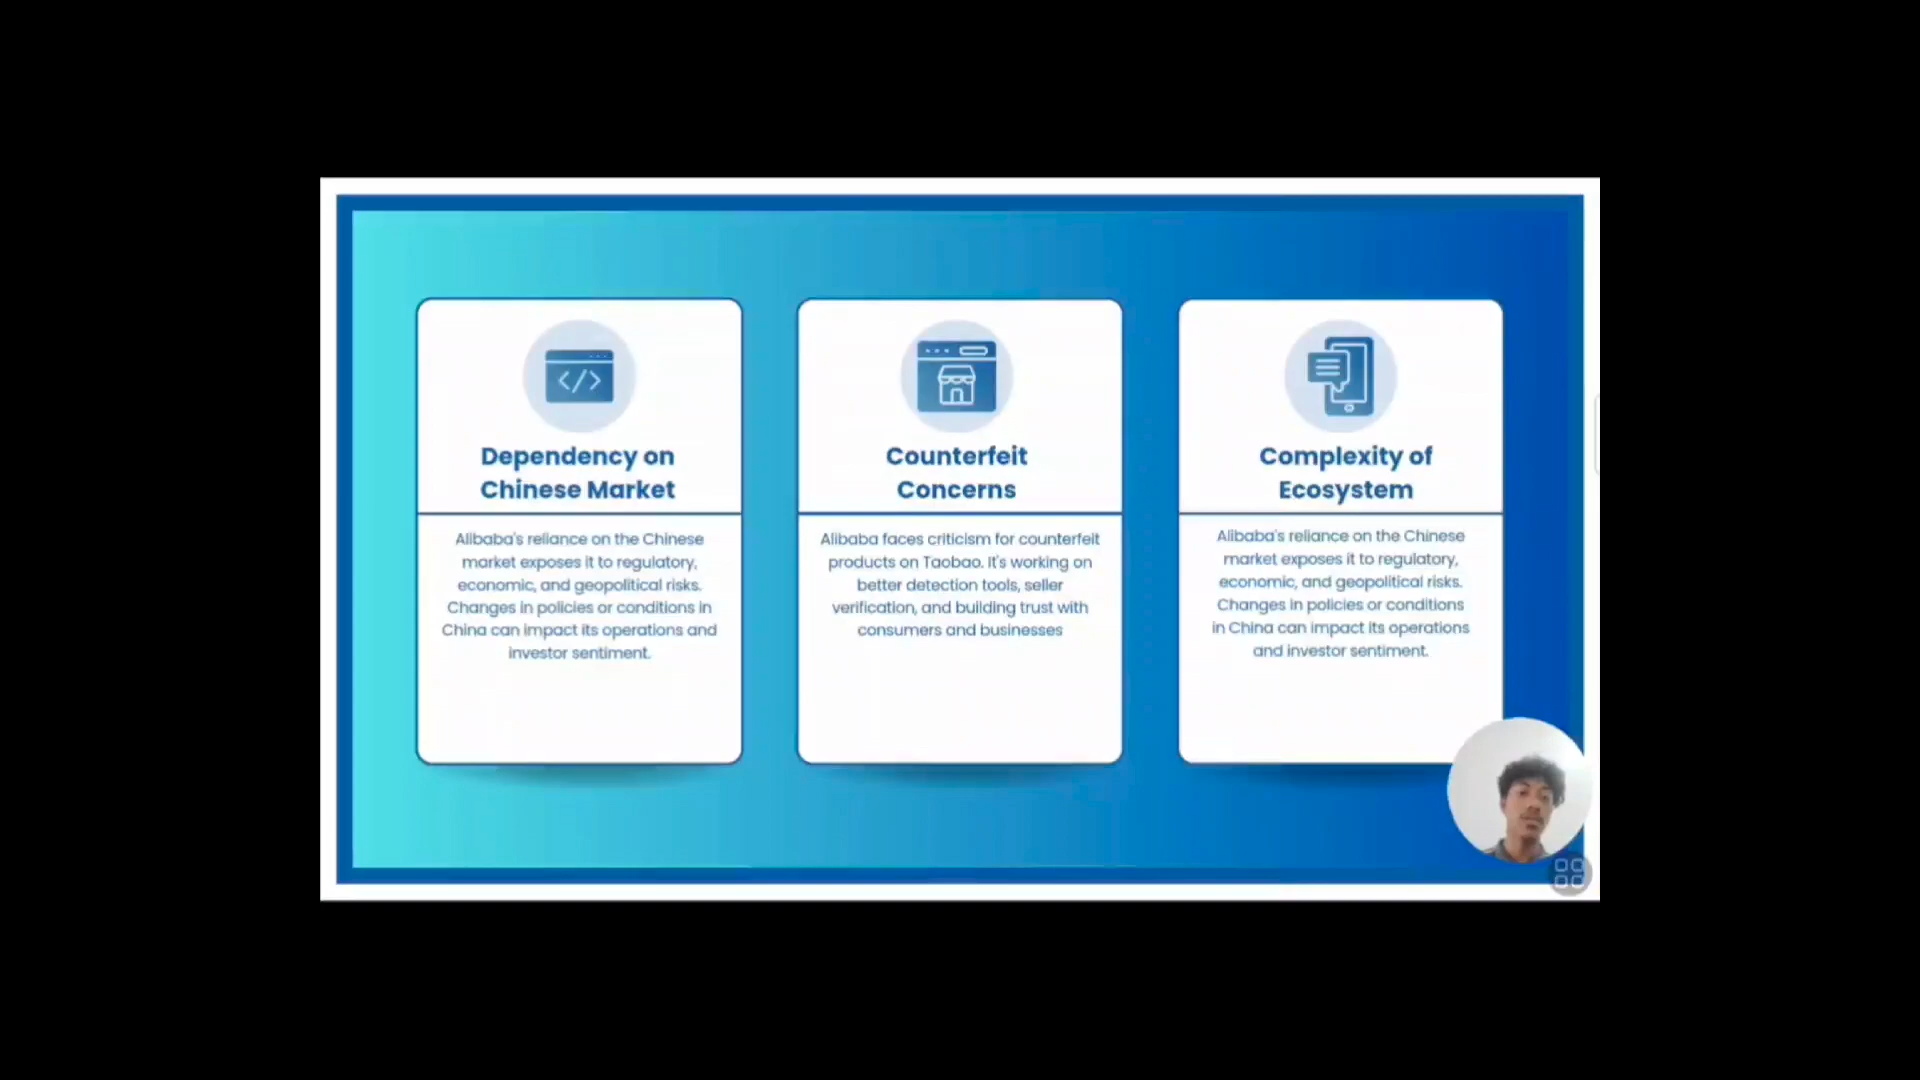 Dependency on
Chinese Market
Alibaba's reliance on the Chinese
market exposes it to regulatory,
economic, and geopolitical risks.
Changes in policies or conditions in
China can impact its operations and
investor sentiment.
Counterfeit
Concerns
Alibaba faces criticism for counterfeit
products on Taobao. It's working on
better detection tools, seller
verification, and building trust with
consumers and businesses
Complexity of
Ecosystem
Alibaba's reliance on the Chinese
market exposes it to regulatory,
economic, and geopolitical risks.
Changes in policies or conditions
in China can impact its operations
and investor sentiment.